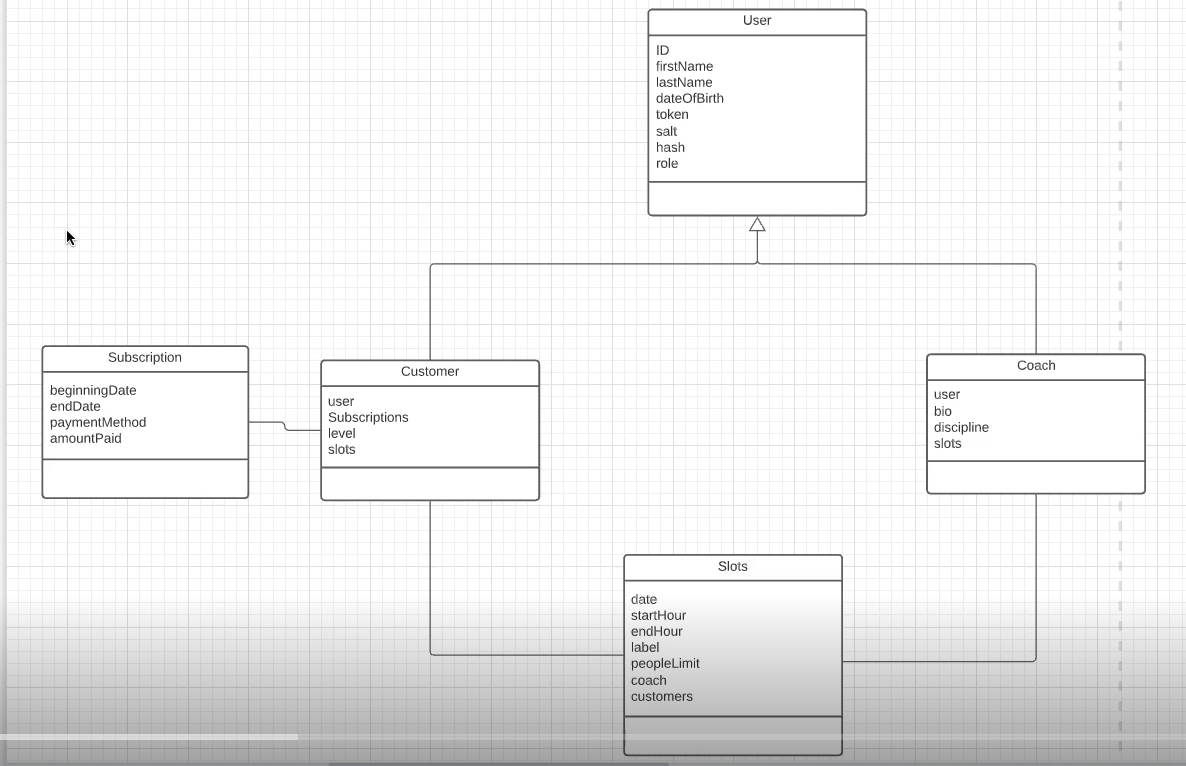 User
ID
firstName
lastName
dateOfBirth
token
salt
hash
role
Subscription
beginningDate
endDate
paymentMethod
amountPaid
Customer
user
Subscriptions
level
slots
Coach
user
bio
discipline
slots
Slots
date
startHour
endHour
label
peopleLimit
coach
customers